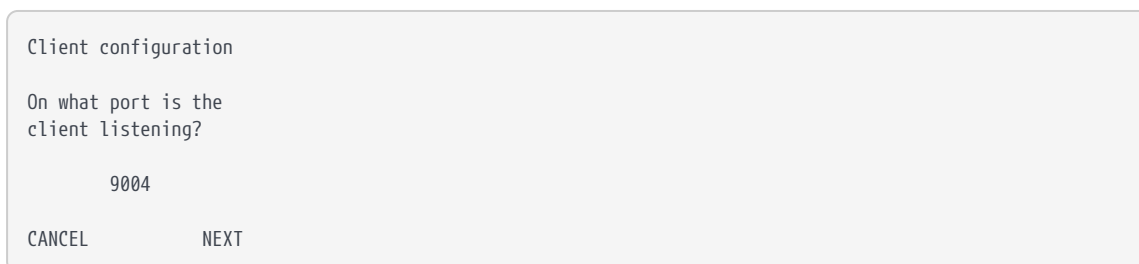 Client configuration
On what port is the
client listening?
9004
CANCEL NEXT